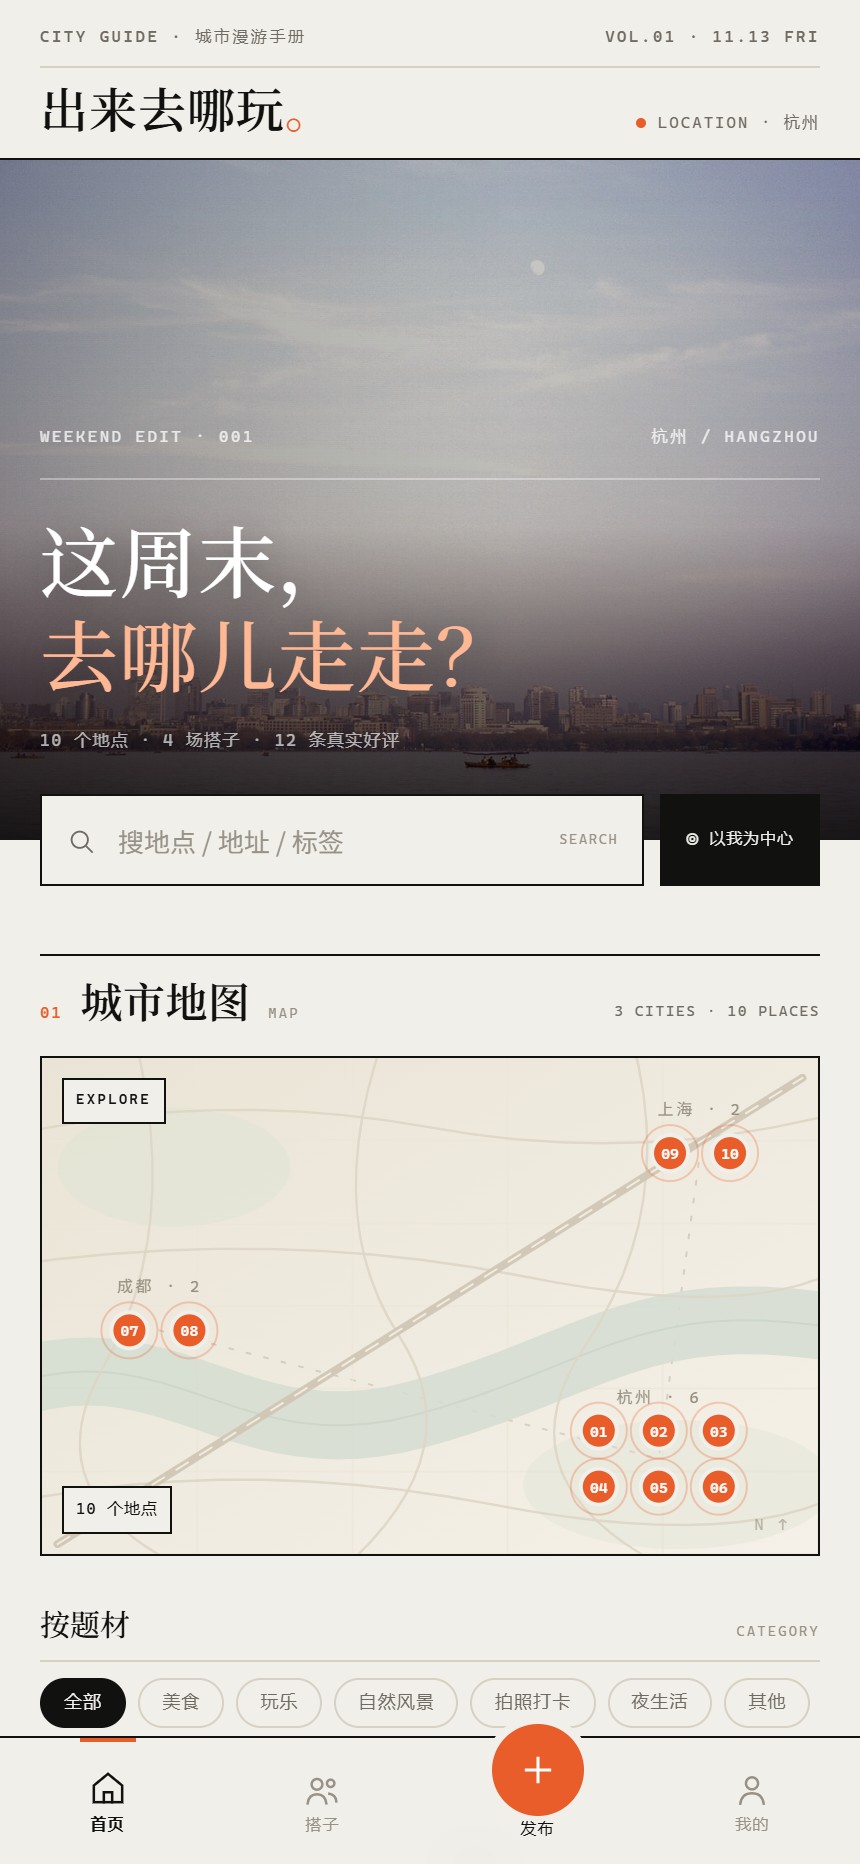 CITY GUIDE · 城市漫游手册
VOL.01 · 11.13 FRI
出来去哪玩。
LOCATION · 杭州
WEEKEND EDIT · 001
杭州 / HANGZHOU
这周末,
去哪儿走走?
10 个地点 · 4 场搭子 · 12 条真实好评
搜地点 / 地址 / 标签
SEARCH
◎ 以我为中心
01 城市地图 MAP
3 CITIES · 10 PLACES
EXPLORE
上海 · 2
09 10
成都 · 2
07 08
杭州 · 6
01 02 03
04 05 06
10 个地点
N ↑
按题材
CATEGORY
全部 美食 玩乐 自然风景 拍照打卡 夜生活 其他
首页 搭子 发布 我的